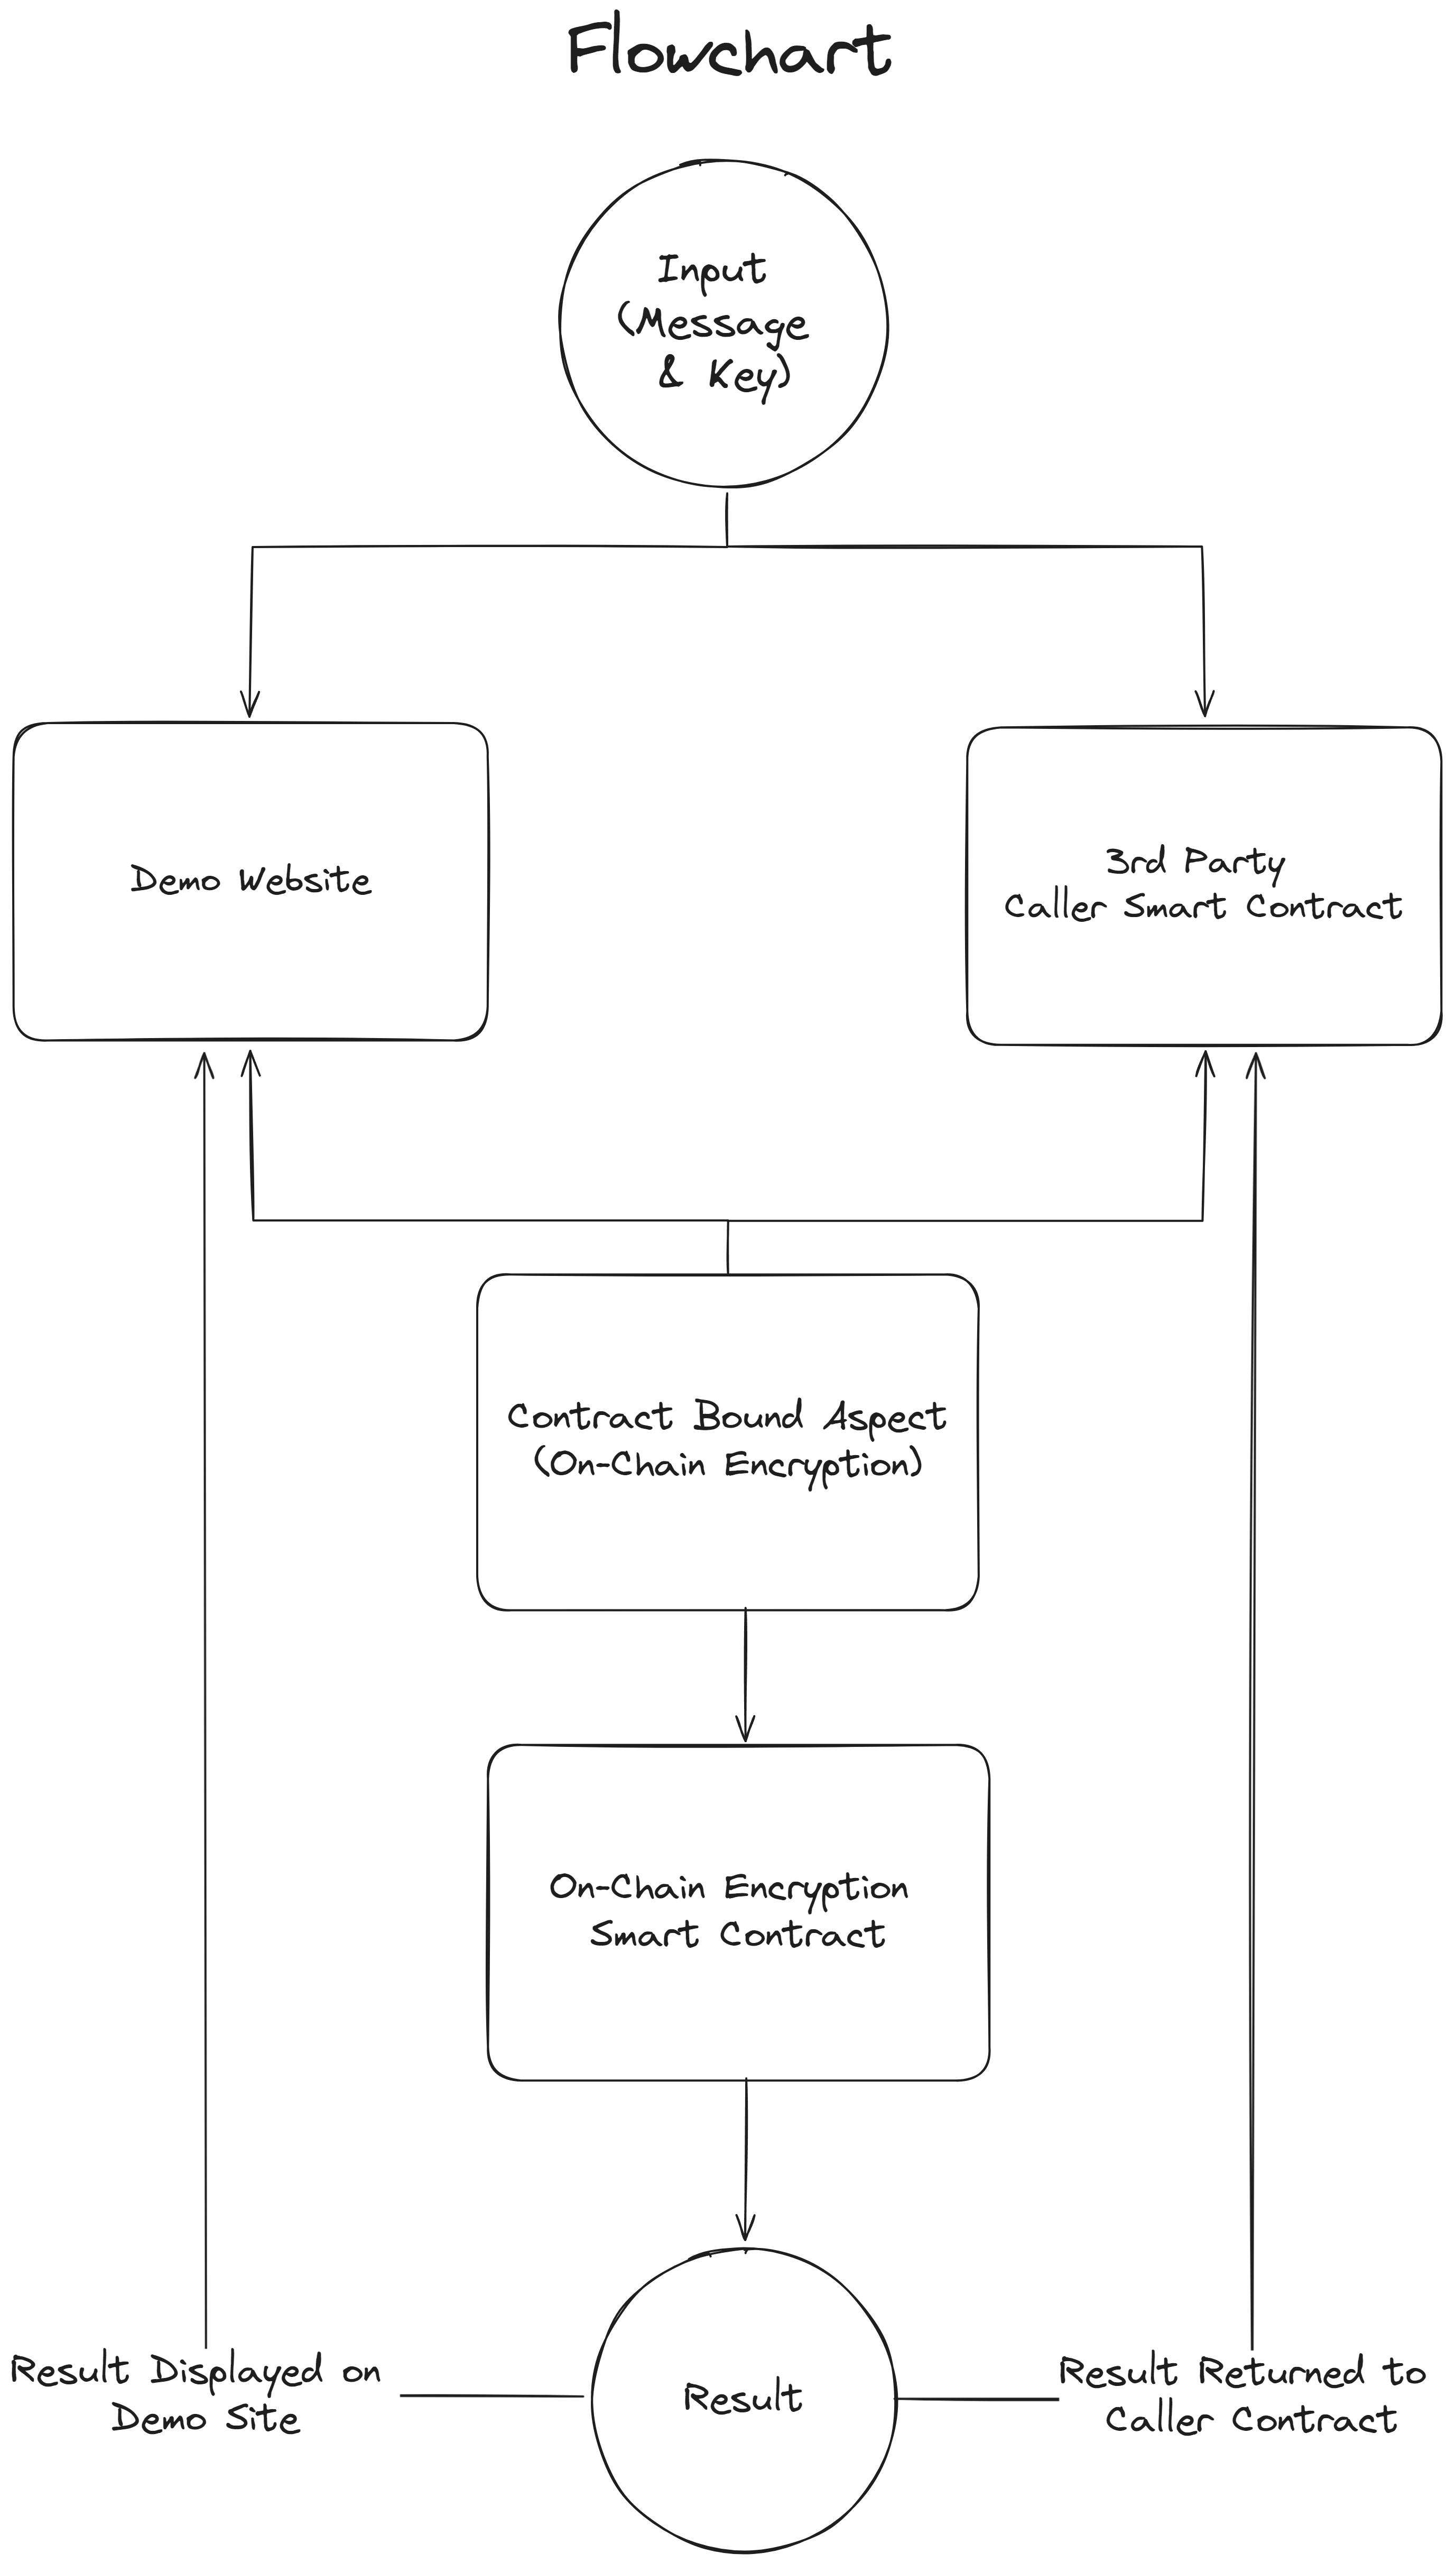 Flowchart
Input
(Message
& Key)
Demo Website
3rd Party
Caller Smart Contract
Contract Bound Aspect
(On-Chain Encryption)
On-Chain Encryption
Smart Contract
Result Displayed on
Demo Site
Result
Result Returned to
Caller Contract